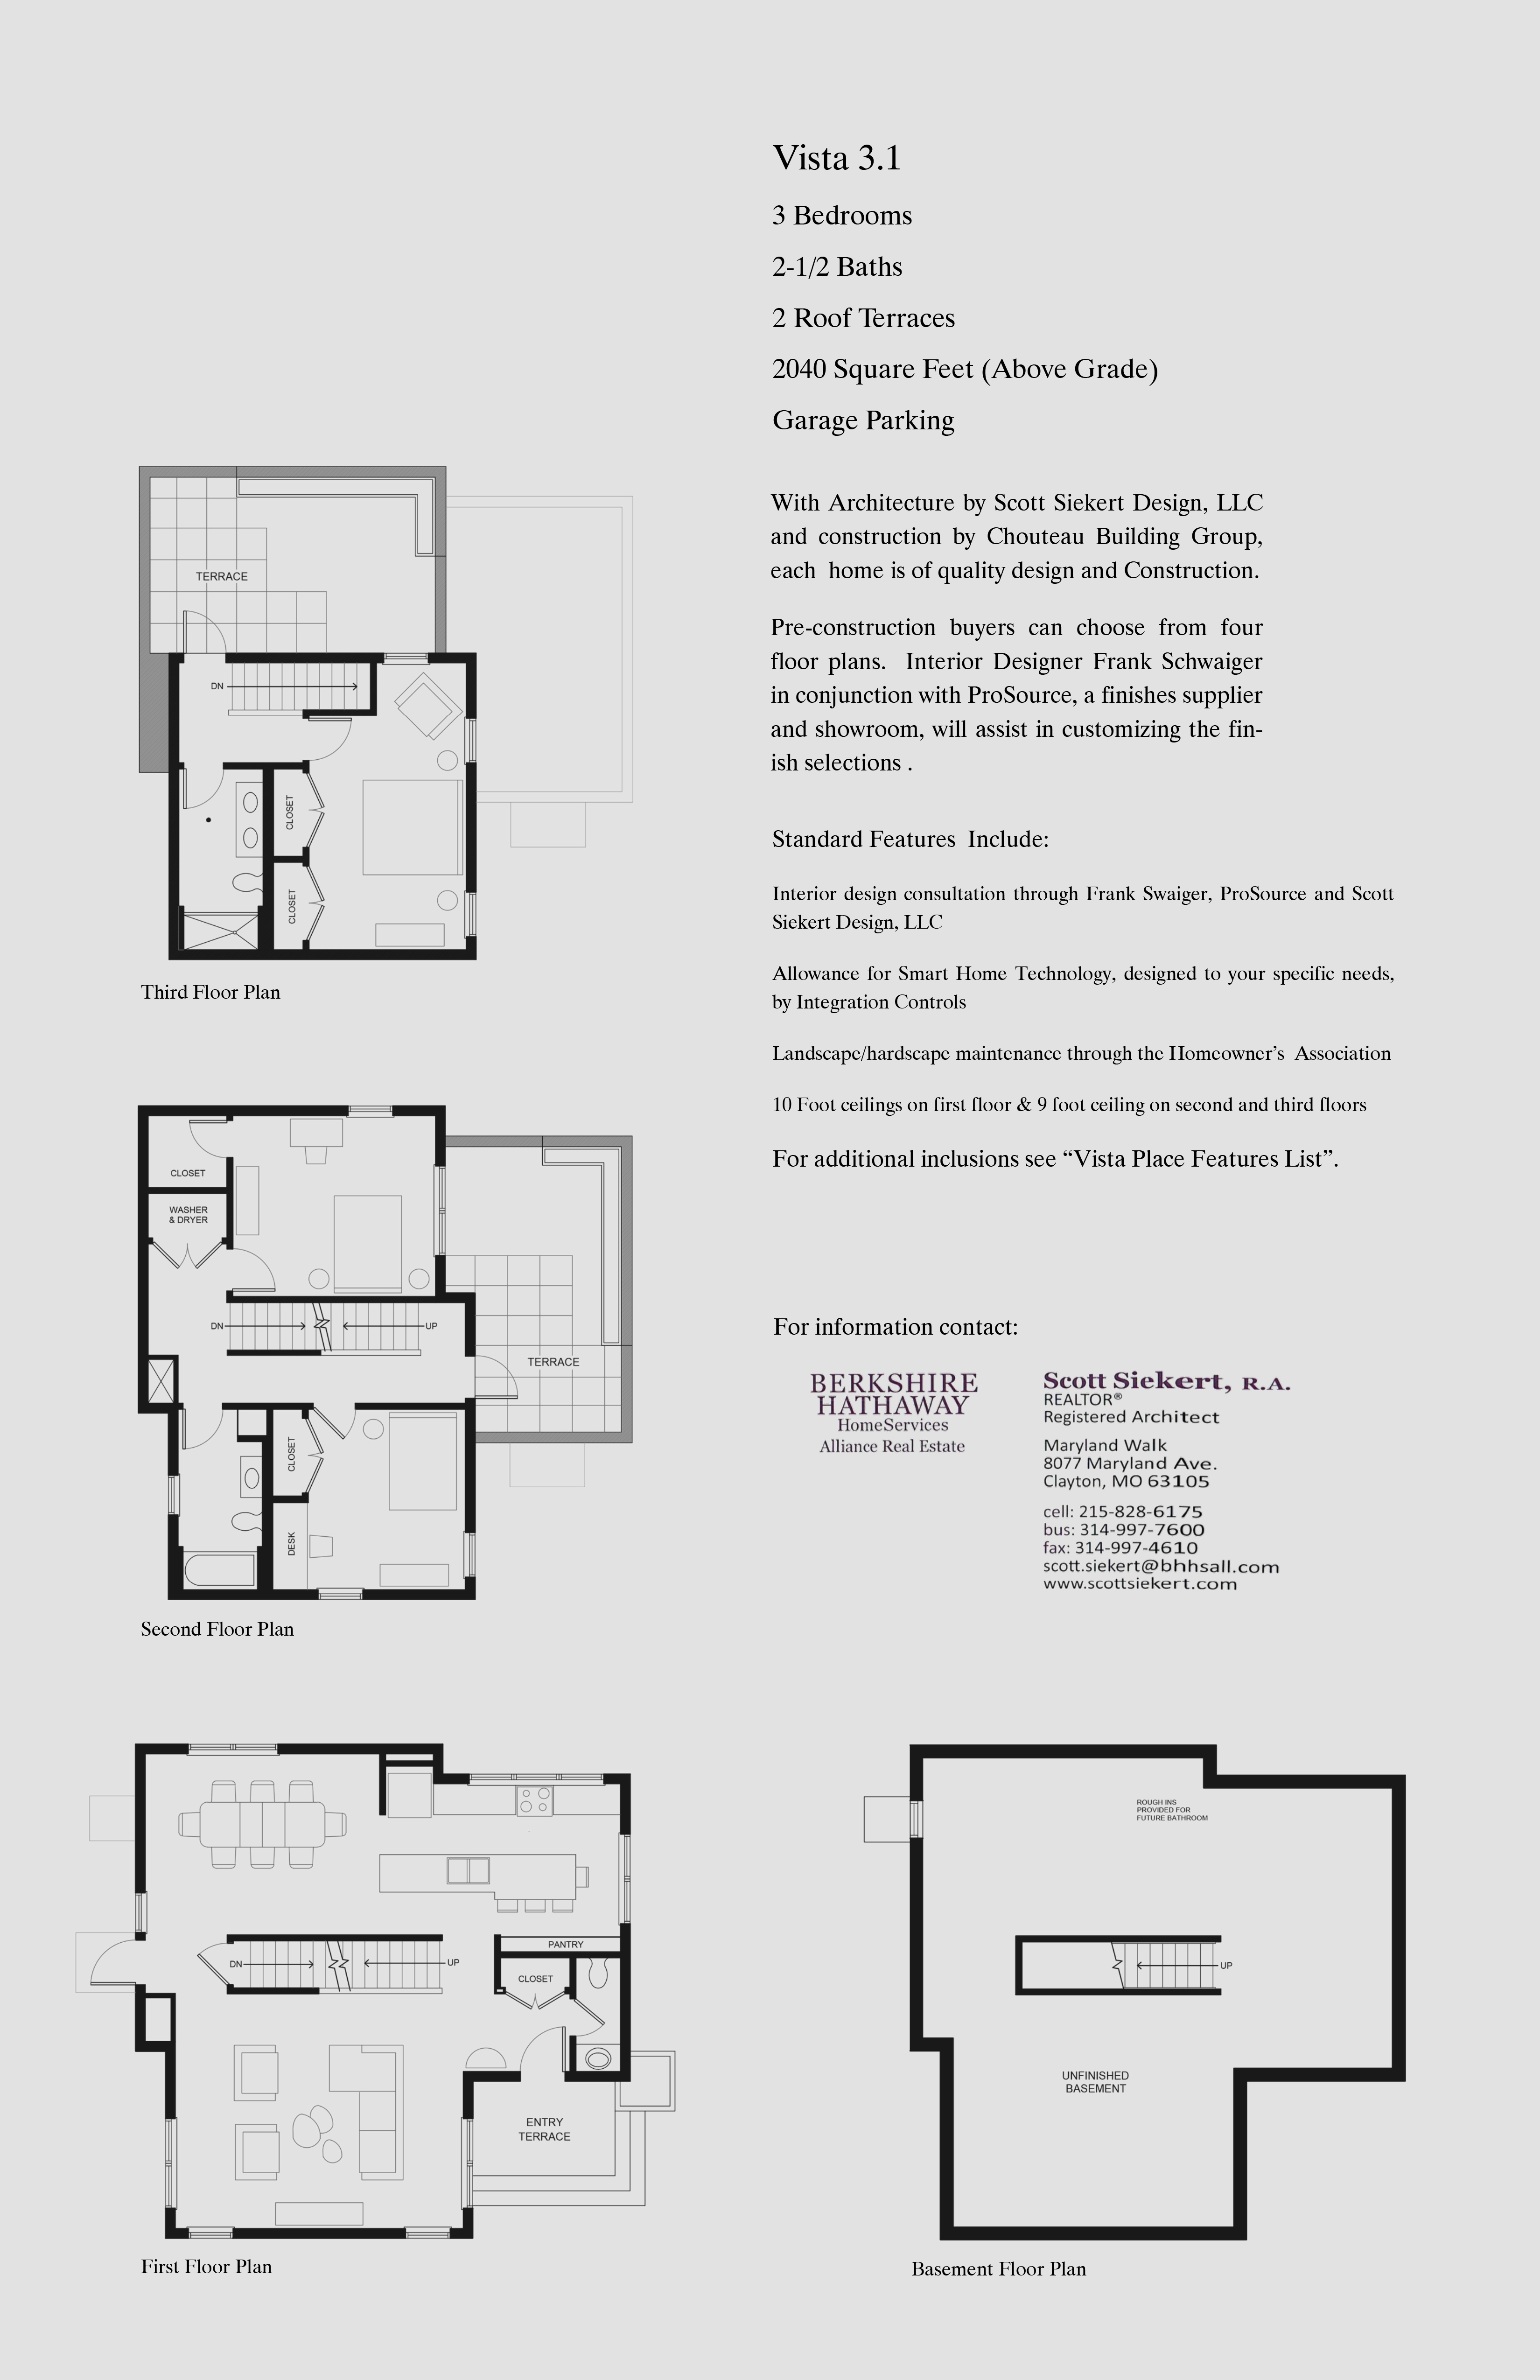 Vista 3.1
3 Bedrooms
2-1/2 Baths
2 Roof Terraces
2040 Square Feet (Above Grade)
Garage Parking
With Architecture by Scott Siekert Design, LLC
and construction by Chouteau Building Group,
each home is of quality design and Construction.
Pre-construction buyers can choose from four
floor plans. Interior Designer Frank Schwaiger
in conjunction with ProSource, a finishes supplier
and showroom, will assist in customizing the fin-
ish selections .
Standard Features Include:
Interior design consultation through Frank Swaiger, ProSource and Scott
Siekert Design, LLC
Allowance for Smart Home Technology, designed to your specific needs,
by Integration Controls
Landscape/hardscape maintenance through the Homeowner’s Association
10 Foot ceilings on first floor & 9 foot ceiling on second and third floors
For additional inclusions see “Vista Place Features List”.
For information contact:
BERKSHIRE
HATHAWAY
HomeServices
Alliance Real Estate
Scott Siekert, R.A.
REALTOR®
Registered Architect
Maryland Walk
8077 Maryland Ave.
Clayton, MO 63105
cell: 215-828-6175
bus: 314-997-7600
fax: 314-997-4610
scott.siekert@bhhsall.com
www.scottsiekert.com
TERRACE
DN
CLOSET
CLOSET
Third Floor Plan
CLOSET
WASHER
& DRYER
DN
UP
TERRACE
CLOSET
DESK
Second Floor Plan
PANTRY
DN
UP
CLOSET
ENTRY
TERRACE
First Floor Plan
ROUGH INS
PROVIDED FOR
FUTURE BATHROOM
UP
UNFINISHED
BASEMENT
Basement Floor Plan